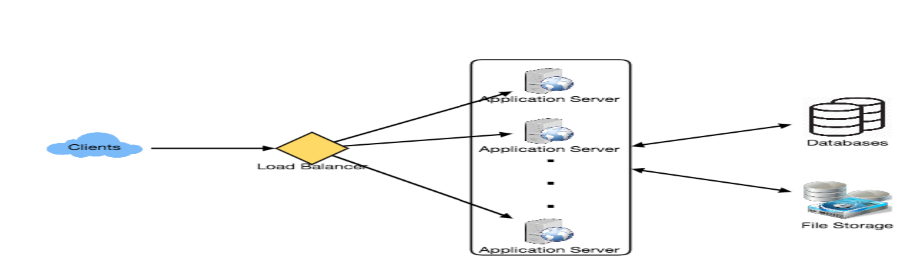 Clients
Load Balancer
Application Server
Application Server
Application Server
Databases
File Storage